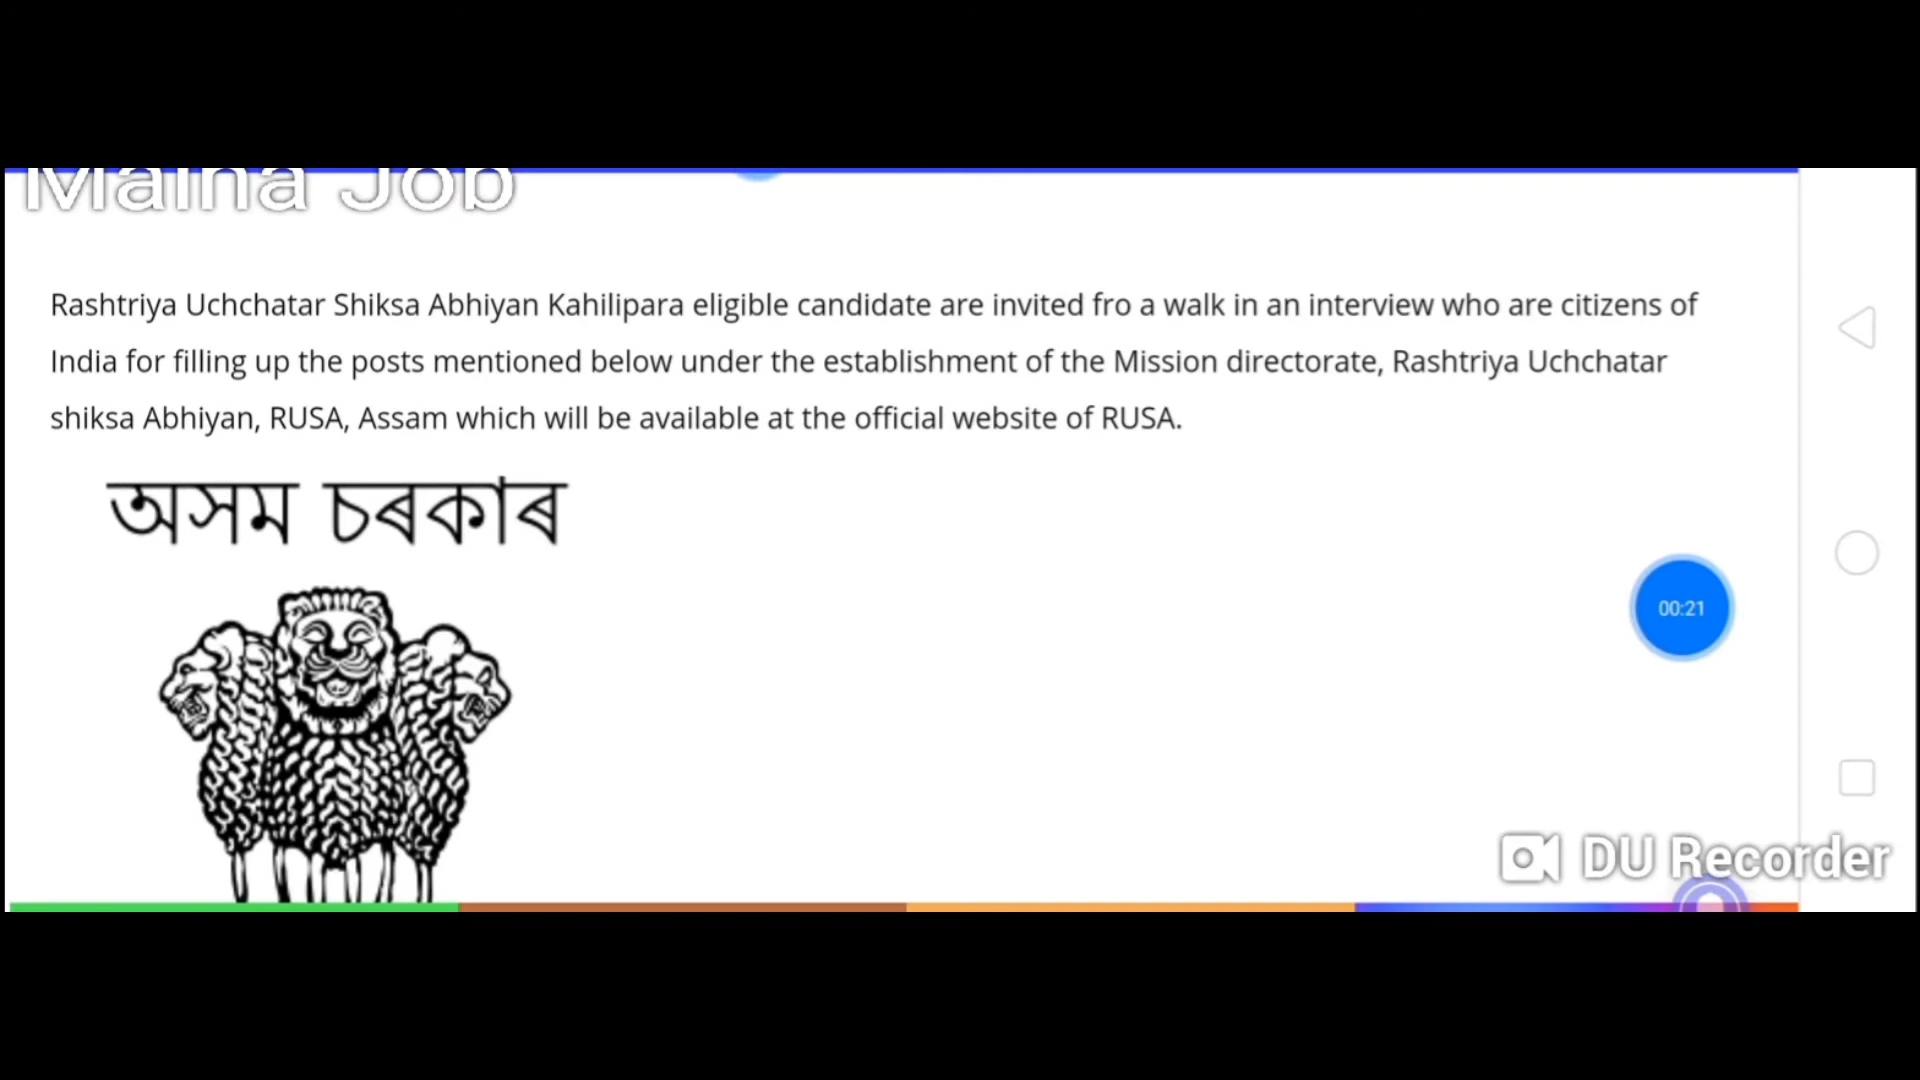 Maina Job
Rashtriya Uchchatar Shiksa Abhiyan Kahilipara eligible candidate are invited fro a walk in an interview who are citizens of
India for filling up the posts mentioned below under the establishment of the Mission directorate, Rashtriya Uchchatar
shiksa Abhiyan, RUSA, Assam which will be available at the official website of RUSA.
অসম চৰকাৰ
00:21
DU Recorder